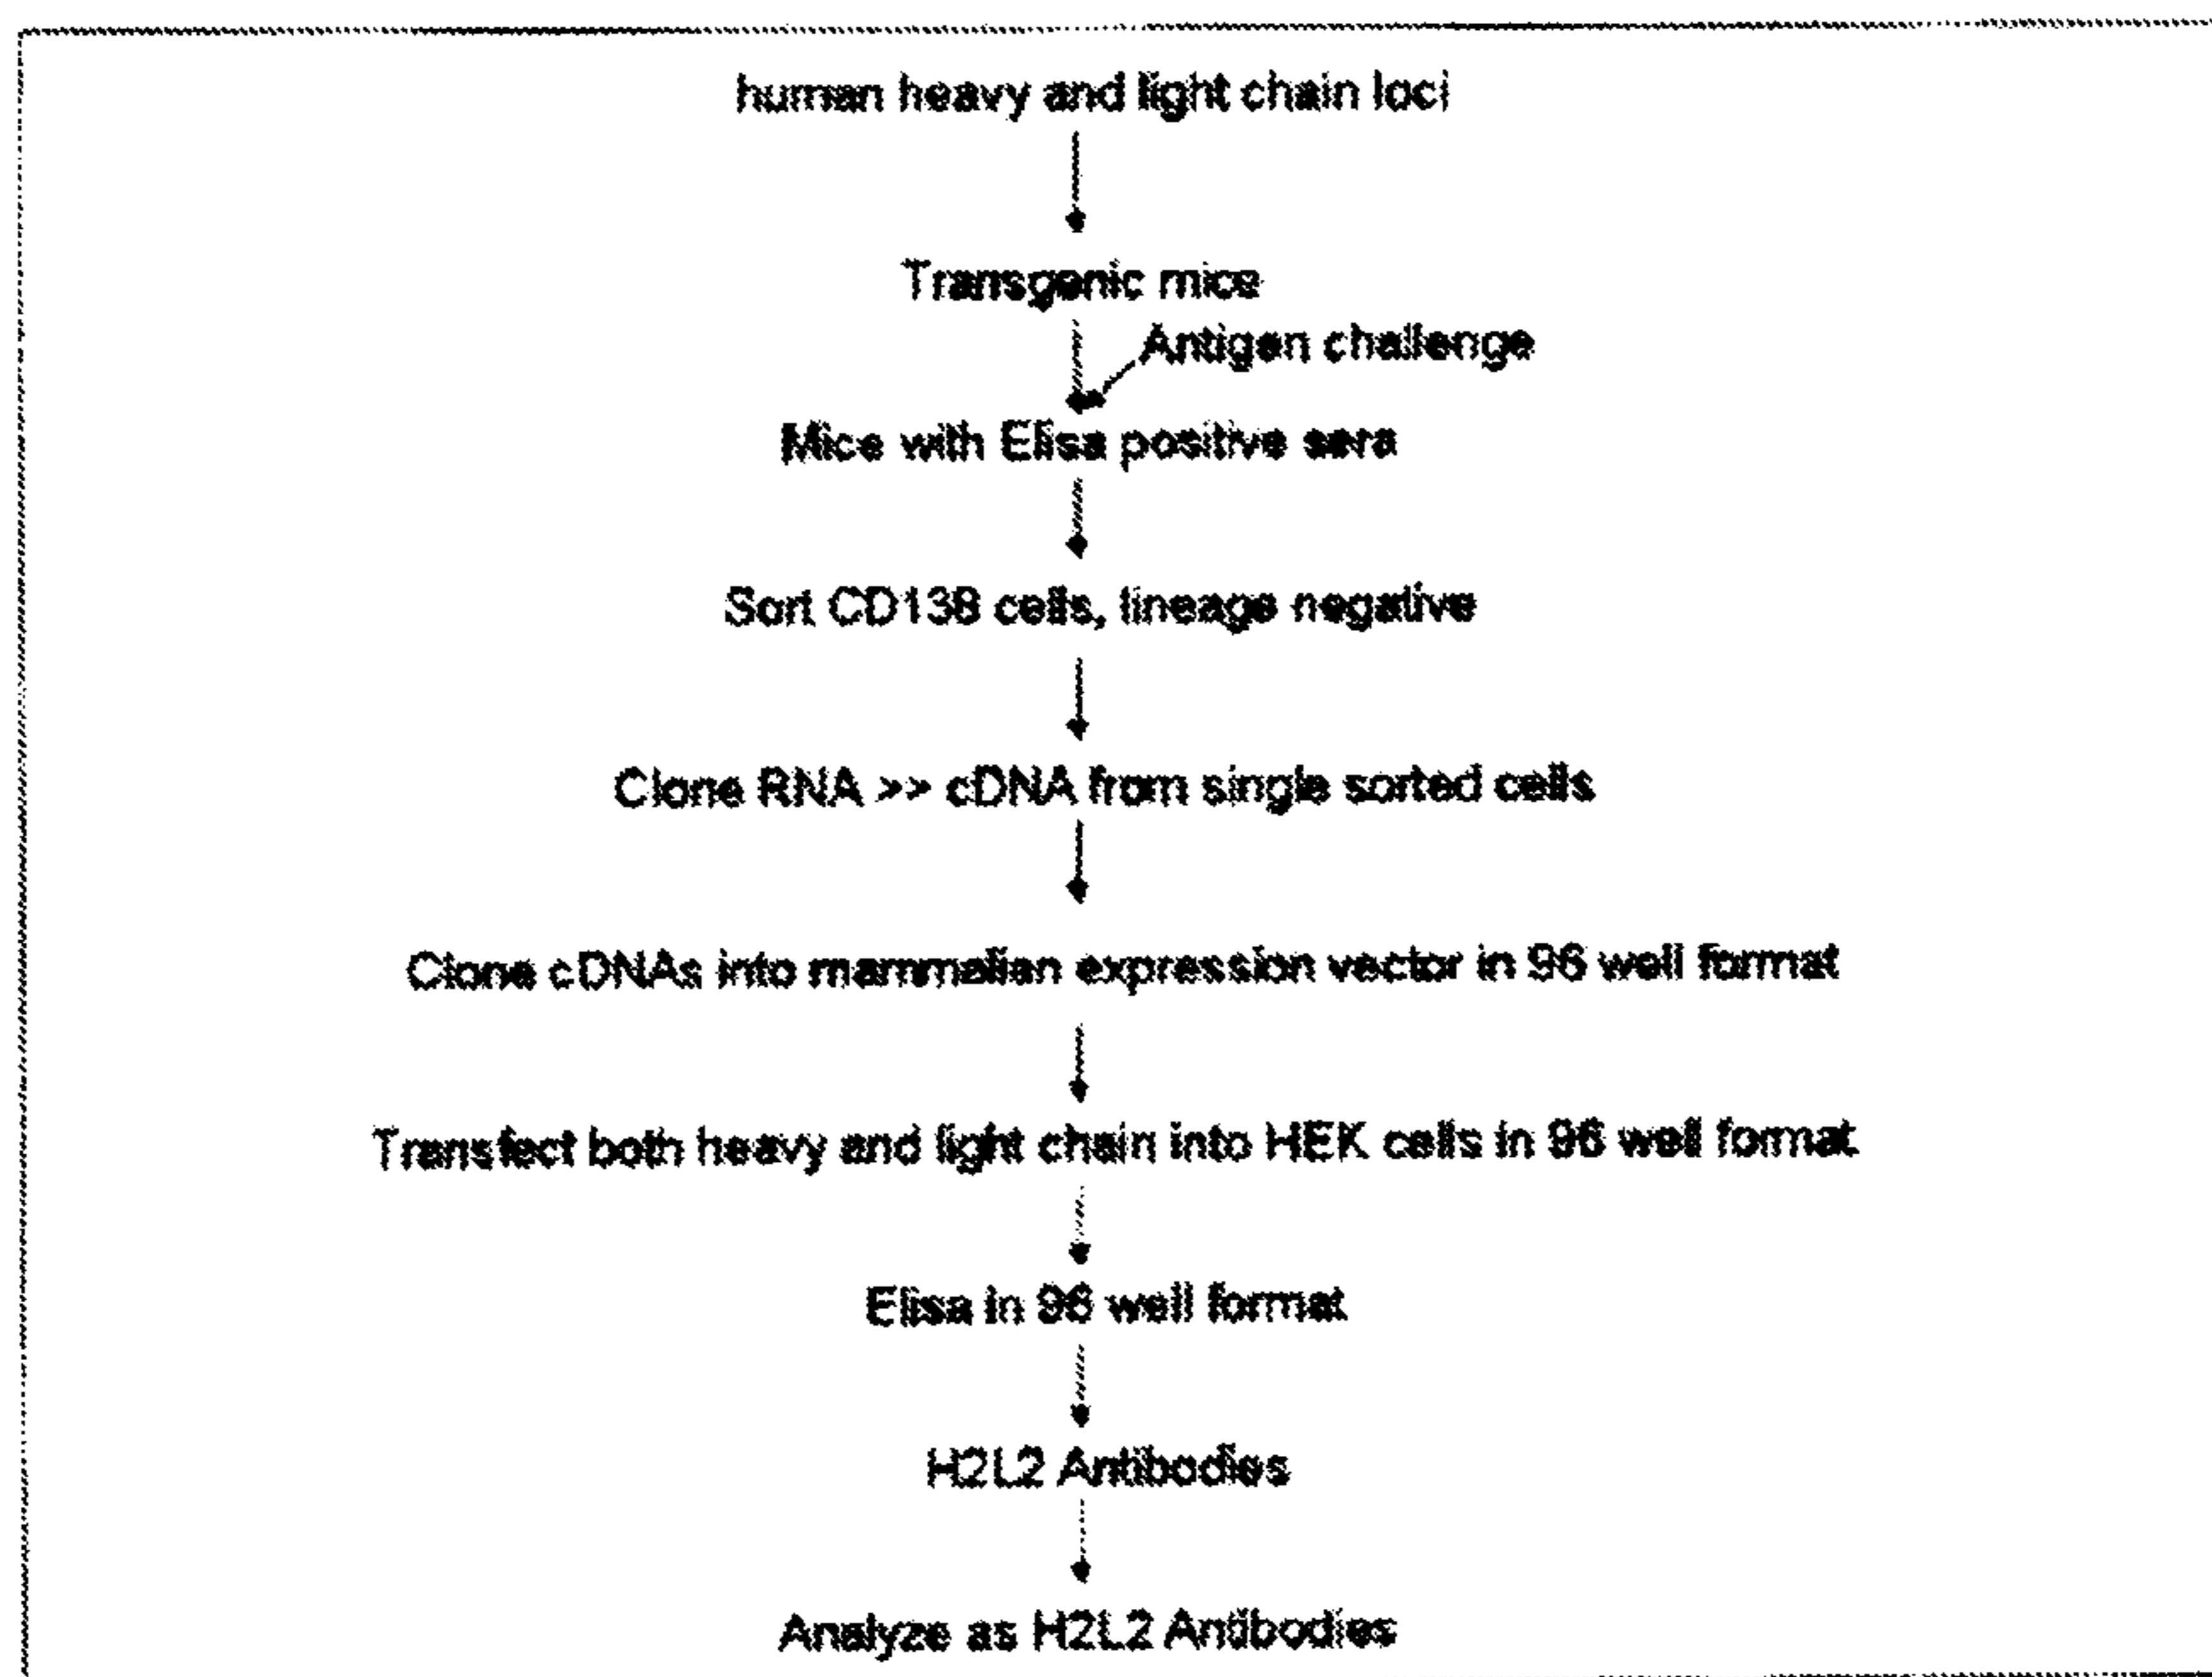 human heavy and light chain loci
Transgenic mice
Antigen challenge
Mice with Elisa positive sera
Sort CD138 cells, lineage negative
Clone RNA >> cDNA from single sorted cells
Clone cDNAs into mammalian expression vector in 96 well format
Transfect both heavy and light chain into HEK cells in 96 well format
Elisa in 96 well format
H2L2 Antibodies
Analyze as H2L2 Antibodies